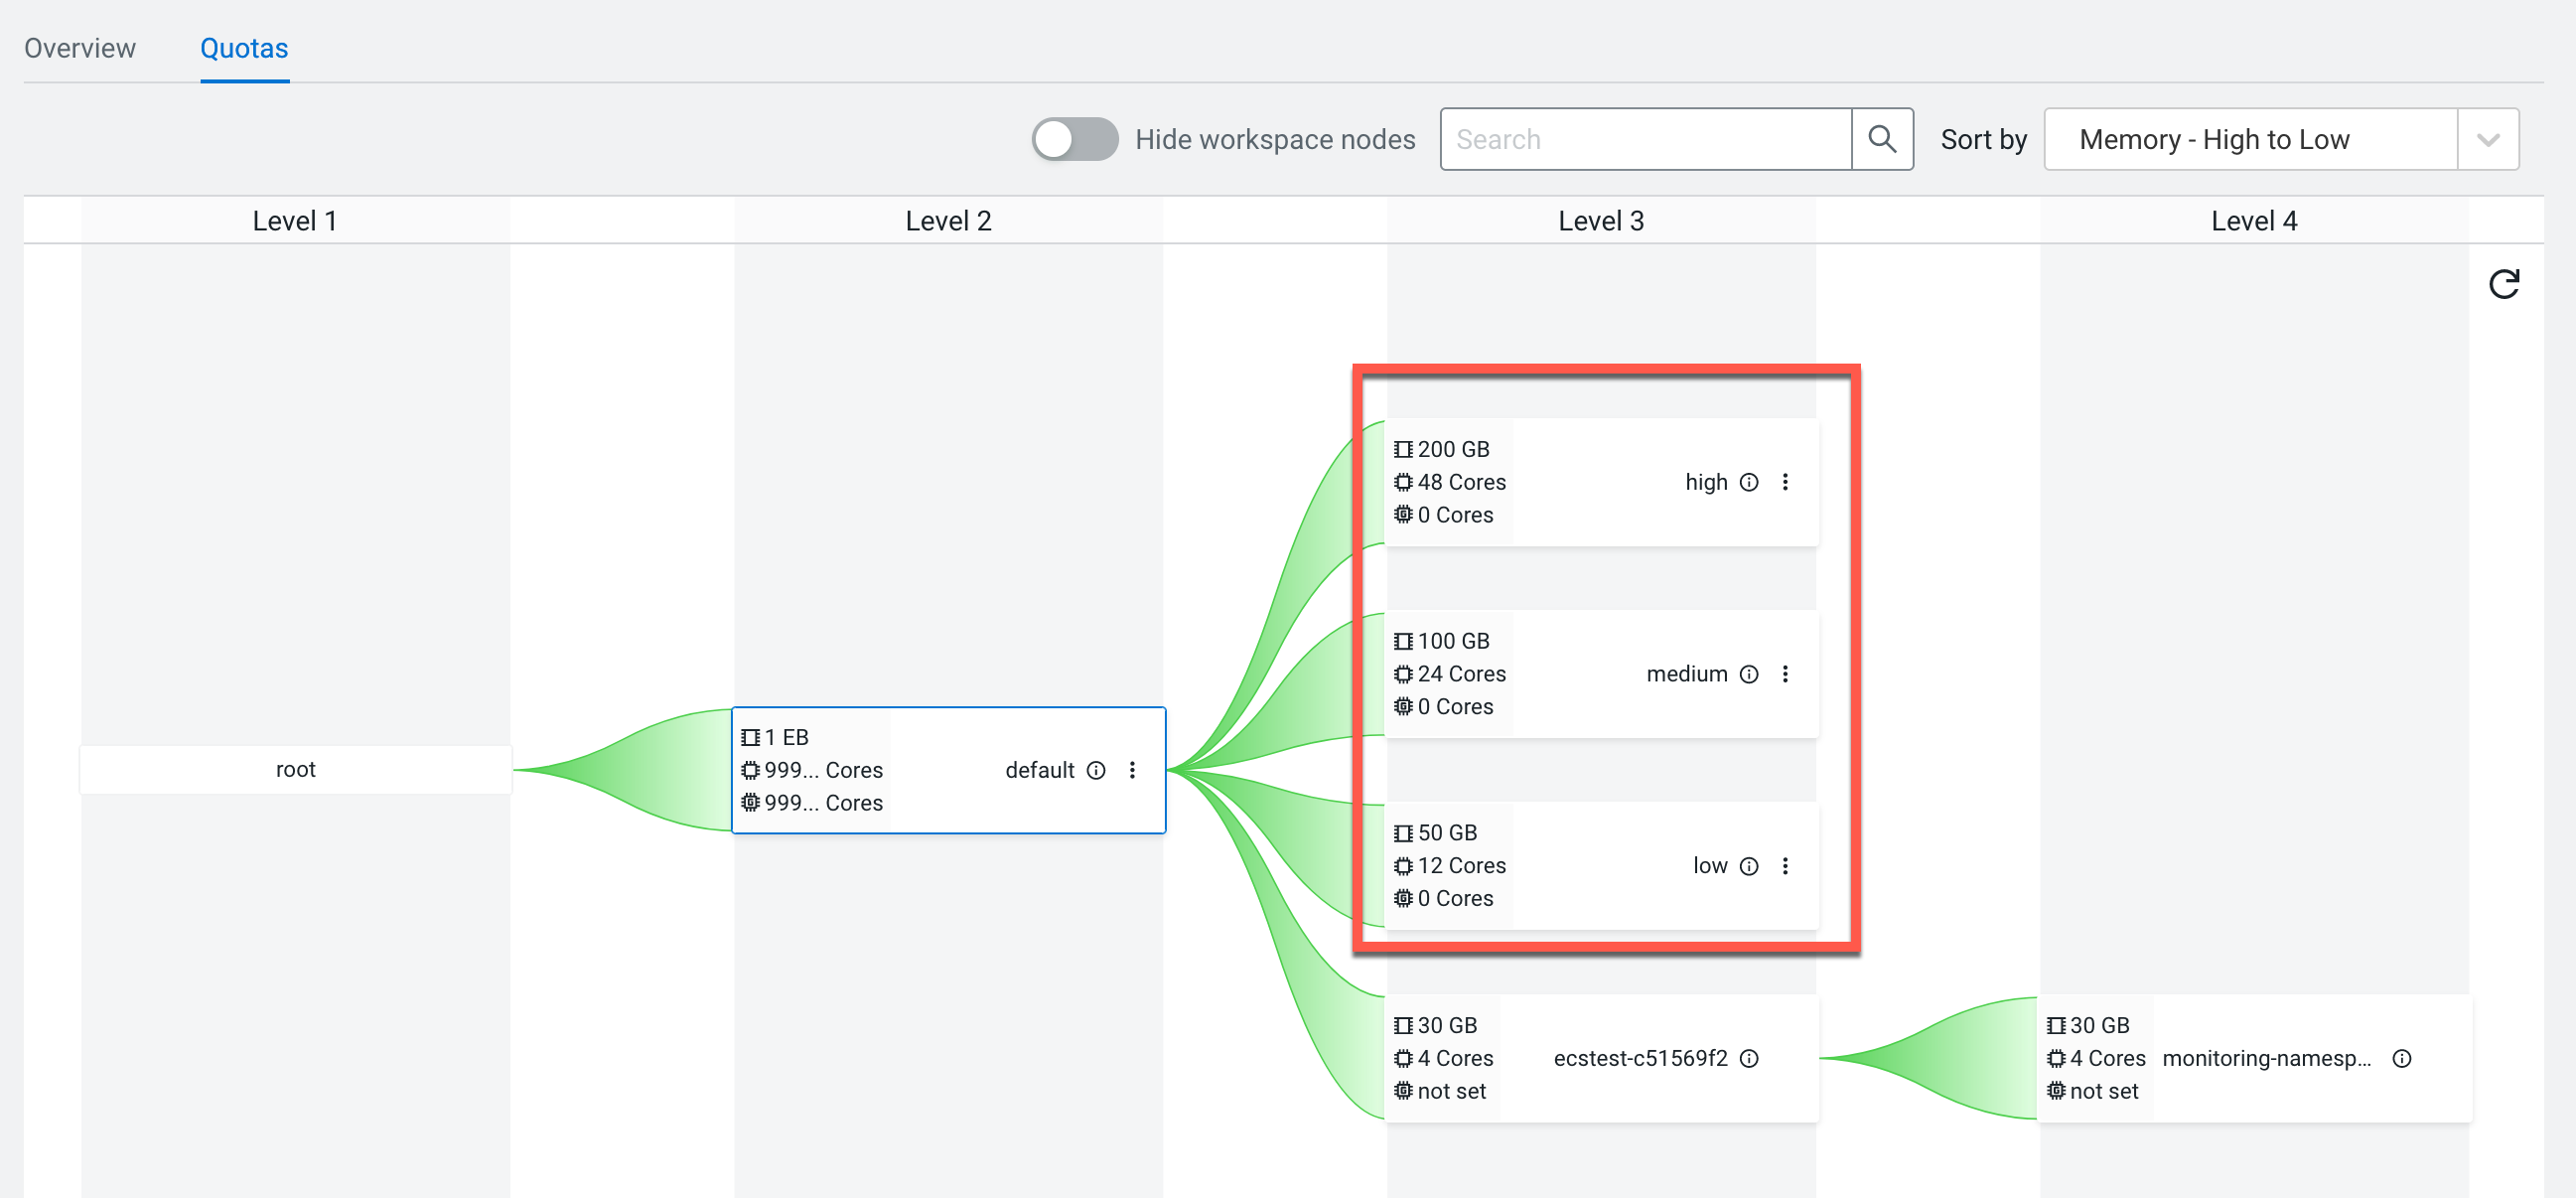 Overview Quotas
Hide workspace nodes Search Sort by Memory - High to Low
Level 1 Level 2 Level 3 Level 4
root
1 EB
999... Cores
999... Cores
default
200 GB
48 Cores
0 Cores
high
100 GB
24 Cores
0 Cores
medium
50 GB
12 Cores
0 Cores
low
30 GB
4 Cores
not set
ecstest-c51569f2
30 GB
4 Cores
not set
monitoring-namesp...